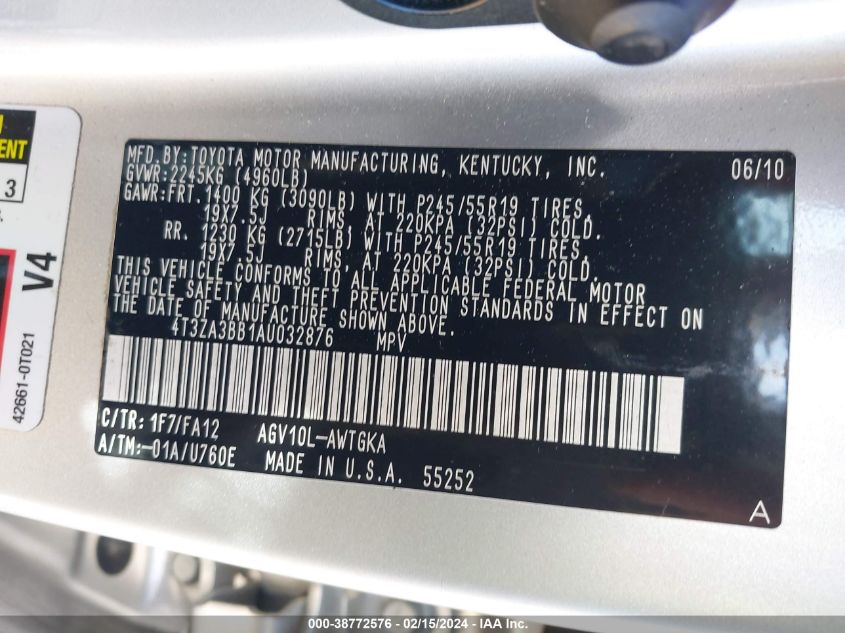 MFD. BY: TOYOTA MOTOR MANUFACTURING, KENTUCKY, INC. 06/10
GVWR: 2245KG (4960LB)
GAWR: FRT. 1400 KG (3090LB) WITH P245/55R19 TIRES,
19X7.5J RIMS, AT 220KPA (32PSI) COLD.
RR. 1230 KG (2715LB) WITH P245/55R19 TIRES,
19X7.5J RIMS, AT 220KPA (32PSI) COLD.
THIS VEHICLE CONFORMS TO ALL APPLICABLE FEDERAL MOTOR
VEHICLE SAFETY AND THEFT PREVENTION STANDARDS IN EFFECT ON
THE DATE OF MANUFACTURE SHOWN ABOVE.
4T3ZA3BB1AU032876 MPV
C/TR: 1F7/FA12 AGV10L-AWTGKA
A/TM:-01A/U760E MADE IN U.S.A. 55252
A
3
V4
42661-0T021
000-38772576 - 02/15/2024 - IAA Inc.